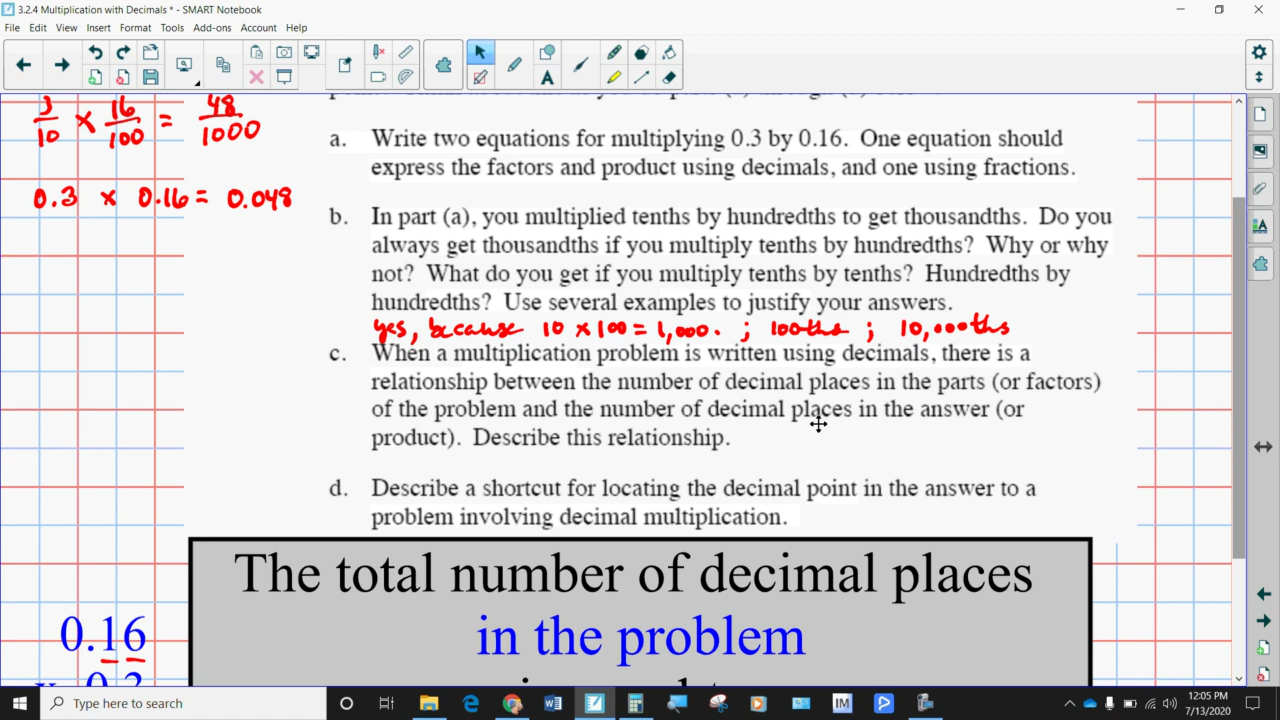 3.2.4 Multiplication with Decimals * - SMART Notebook
File Edit View Insert Format Tools Add-ons Account Help
3/10 × 16/100 = 48/1000
0.3 × 0.16 = 0.048
a. Write two equations for multiplying 0.3 by 0.16. One equation should
express the factors and product using decimals, and one using fractions.
b. In part (a), you multiplied tenths by hundredths to get thousandths. Do you
always get thousandths if you multiply tenths by hundredths? Why or why
not? What do you get if you multiply tenths by tenths? Hundredths by
hundredths? Use several examples to justify your answers.
yes, because 10 × 100 = 1,000. ; 100ths ; 10,000ths
c. When a multiplication problem is written using decimals, there is a
relationship between the number of decimal places in the parts (or factors)
of the problem and the number of decimal places in the answer (or
product). Describe this relationship.
d. Describe a shortcut for locating the decimal point in the answer to a
problem involving decimal multiplication.
The total number of decimal places
in the problem
0.16
x 0.3
Type here to search
12:05 PM
7/13/2020